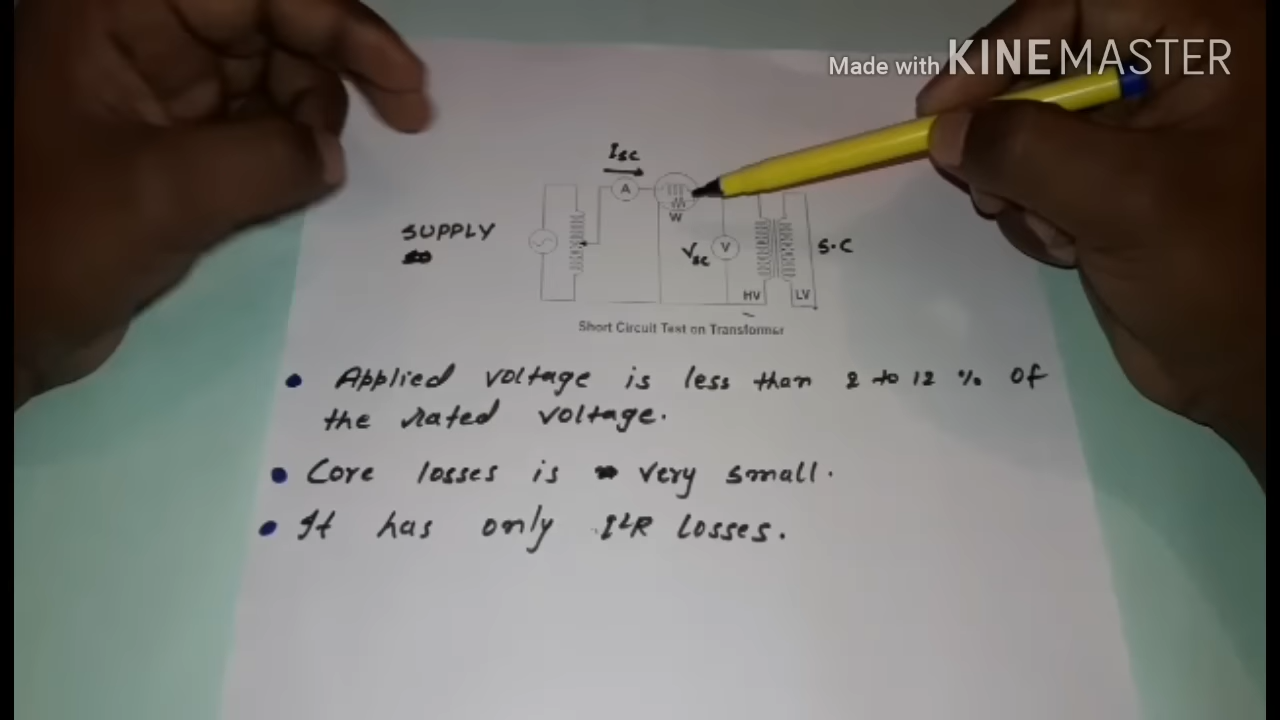 Made with KINEMASTER
Isc
A
W
SUPPLY
Vsc V
S.C
HV LV
Short Circuit Test on Transformer
• Applied voltage is less than 2 to 12 % of
the rated voltage.
• Core losses is very small.
• It has only I²R losses.